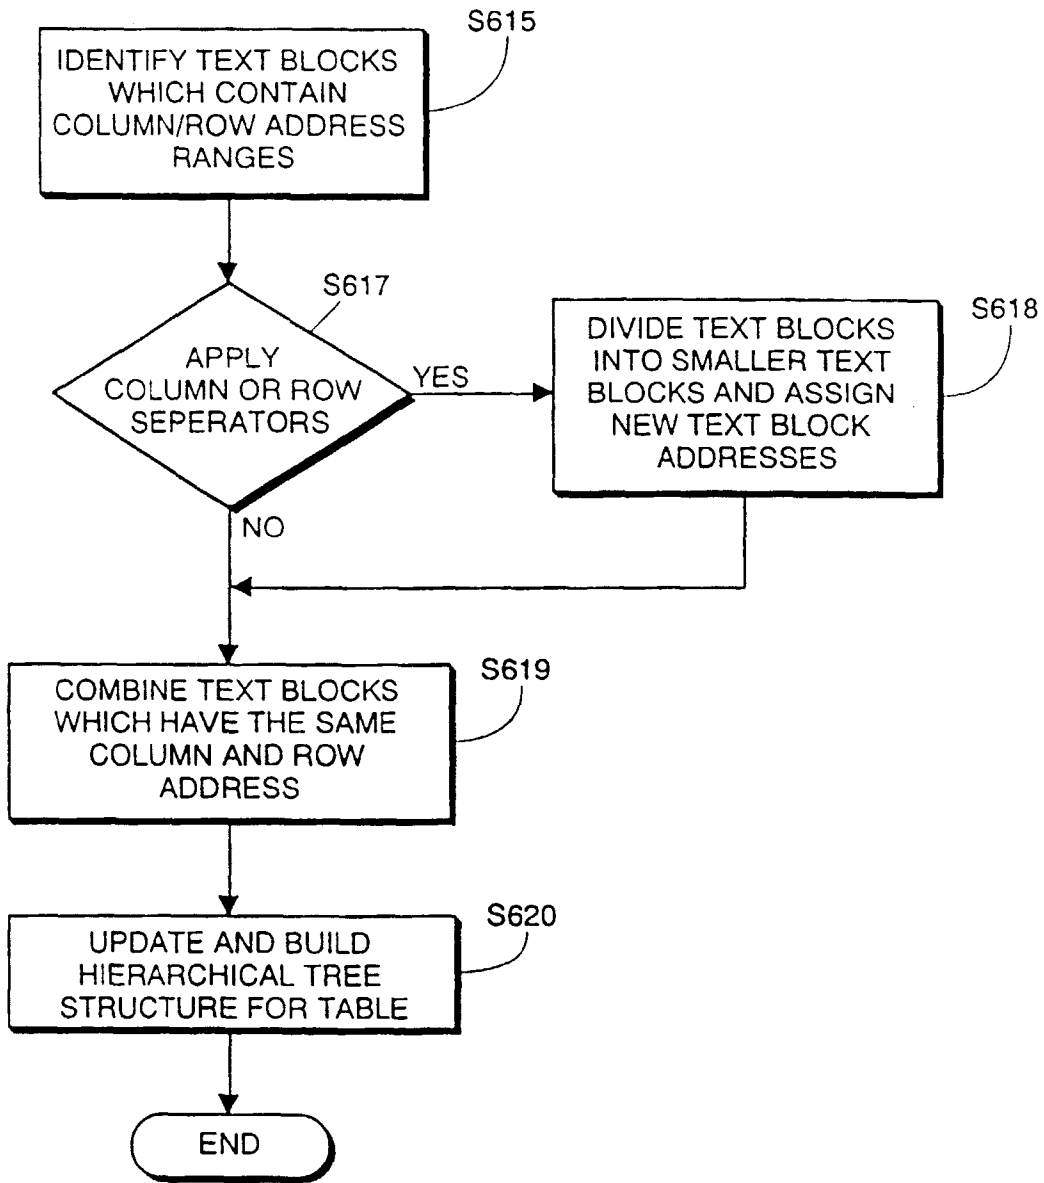 S615
IDENTIFY TEXT BLOCKS
WHICH CONTAIN
COLUMN/ROW ADDRESS
RANGES
S617
APPLY
COLUMN OR ROW
SEPERATORS
YES
S618
DIVIDE TEXT BLOCKS
INTO SMALLER TEXT
BLOCKS AND ASSIGN
NEW TEXT BLOCK
ADDRESSES
NO
S619
COMBINE TEXT BLOCKS
WHICH HAVE THE SAME
COLUMN AND ROW
ADDRESS
S620
UPDATE AND BUILD
HIERARCHICAL TREE
STRUCTURE FOR TABLE
END